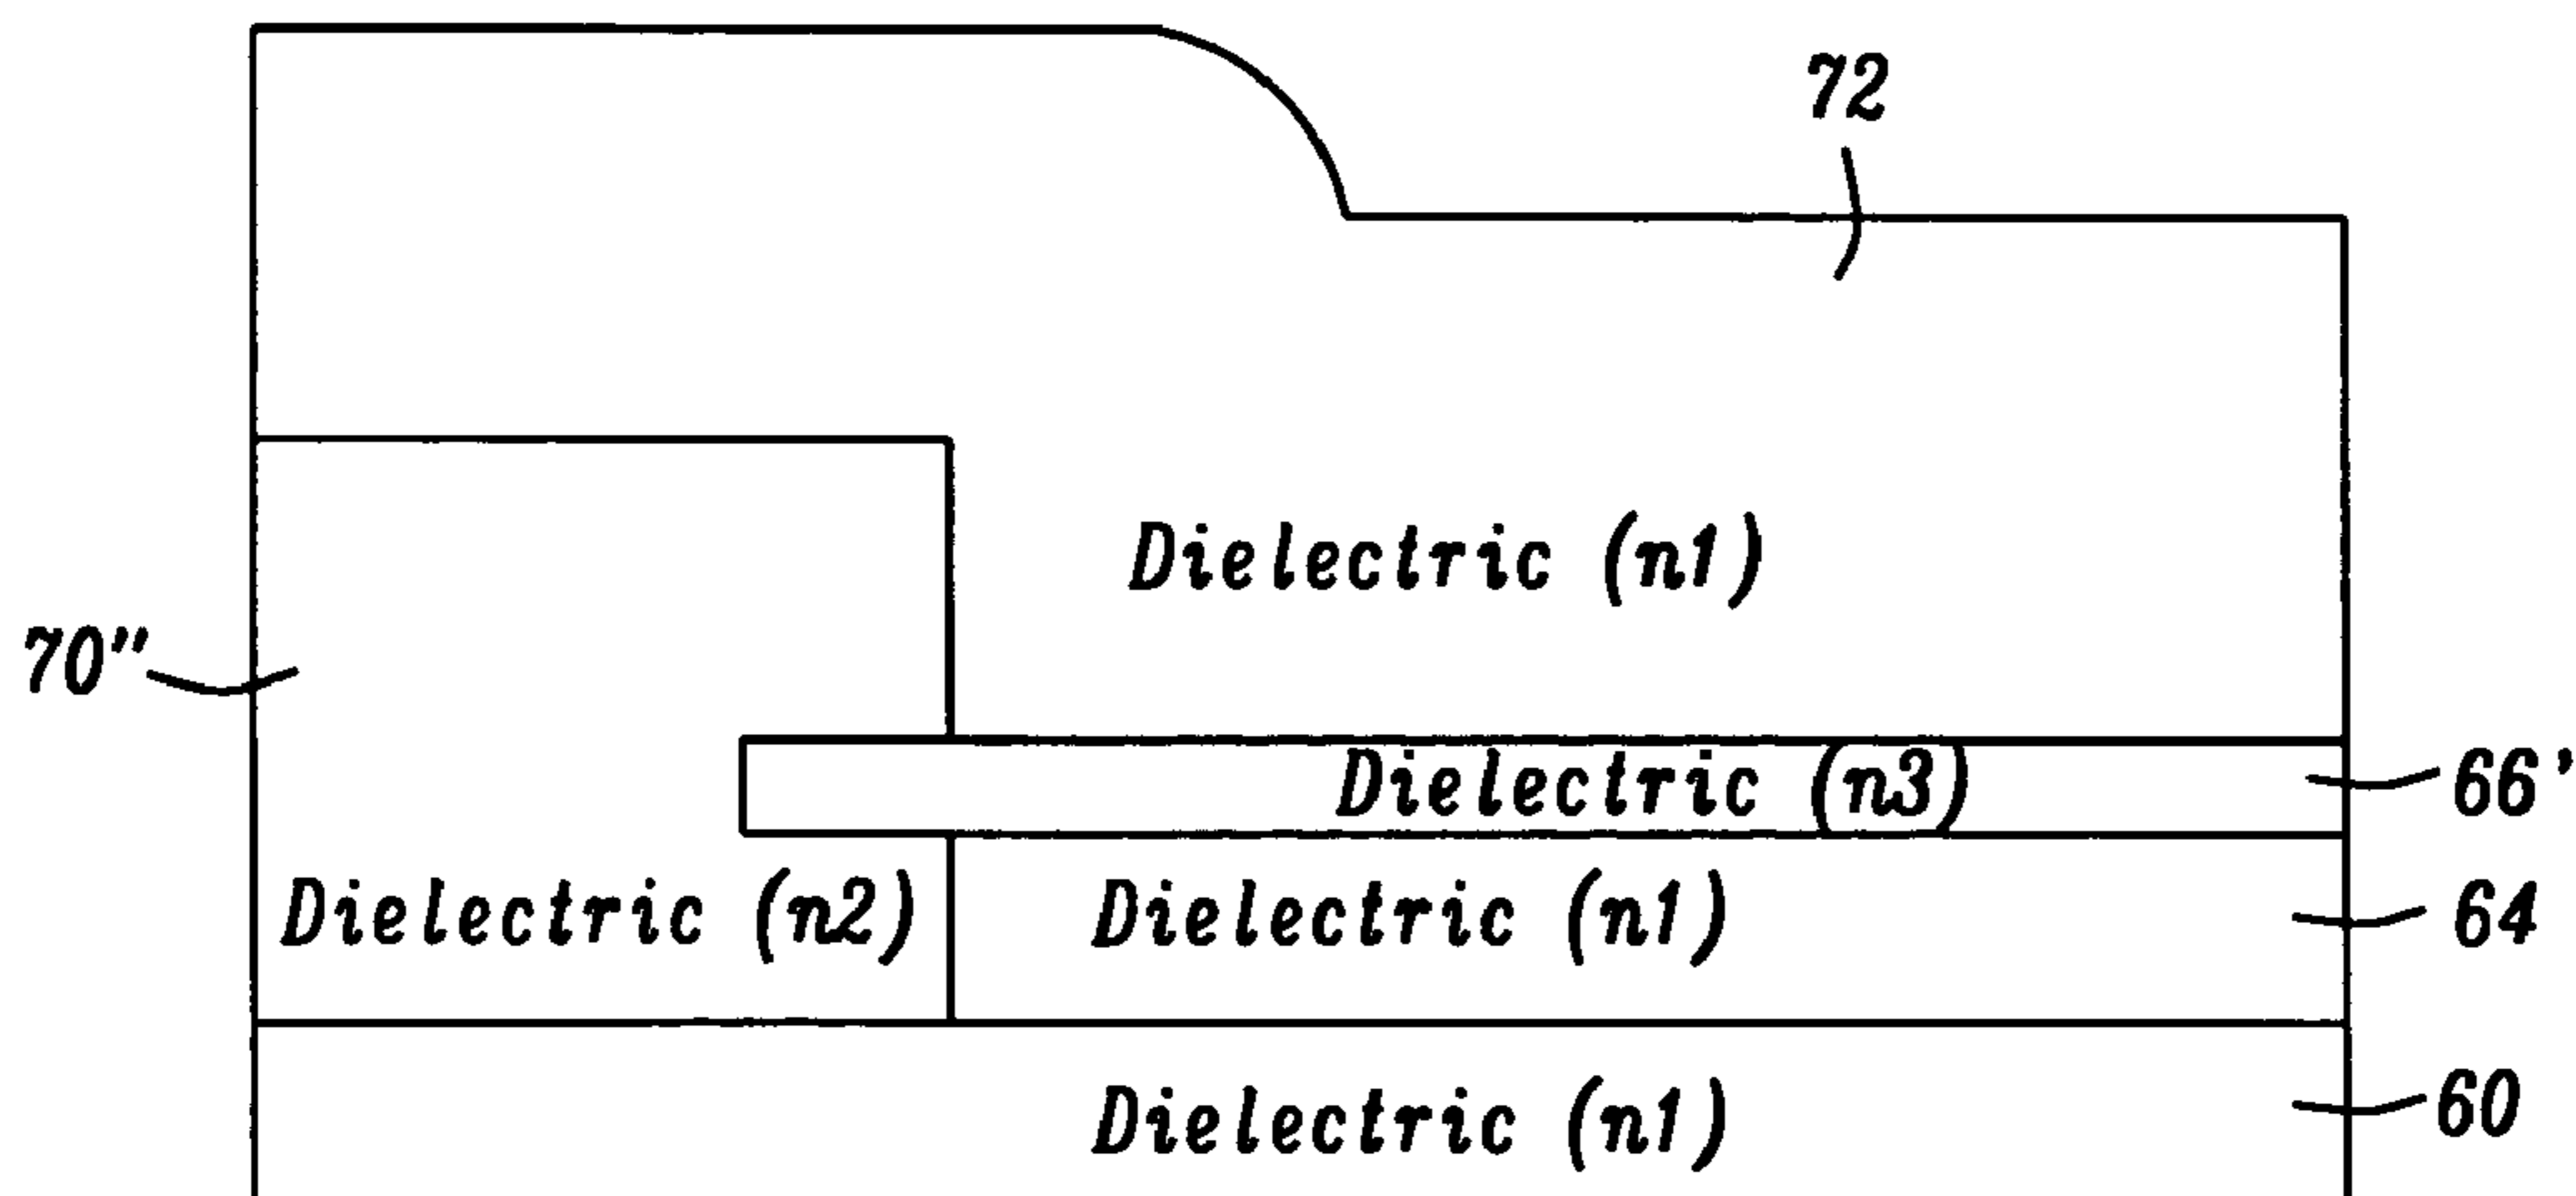 72
Dielectric (n1)
70"
Dielectric (n3)
66'
Dielectric (n2)
Dielectric (n1)
64
Dielectric (n1)
60